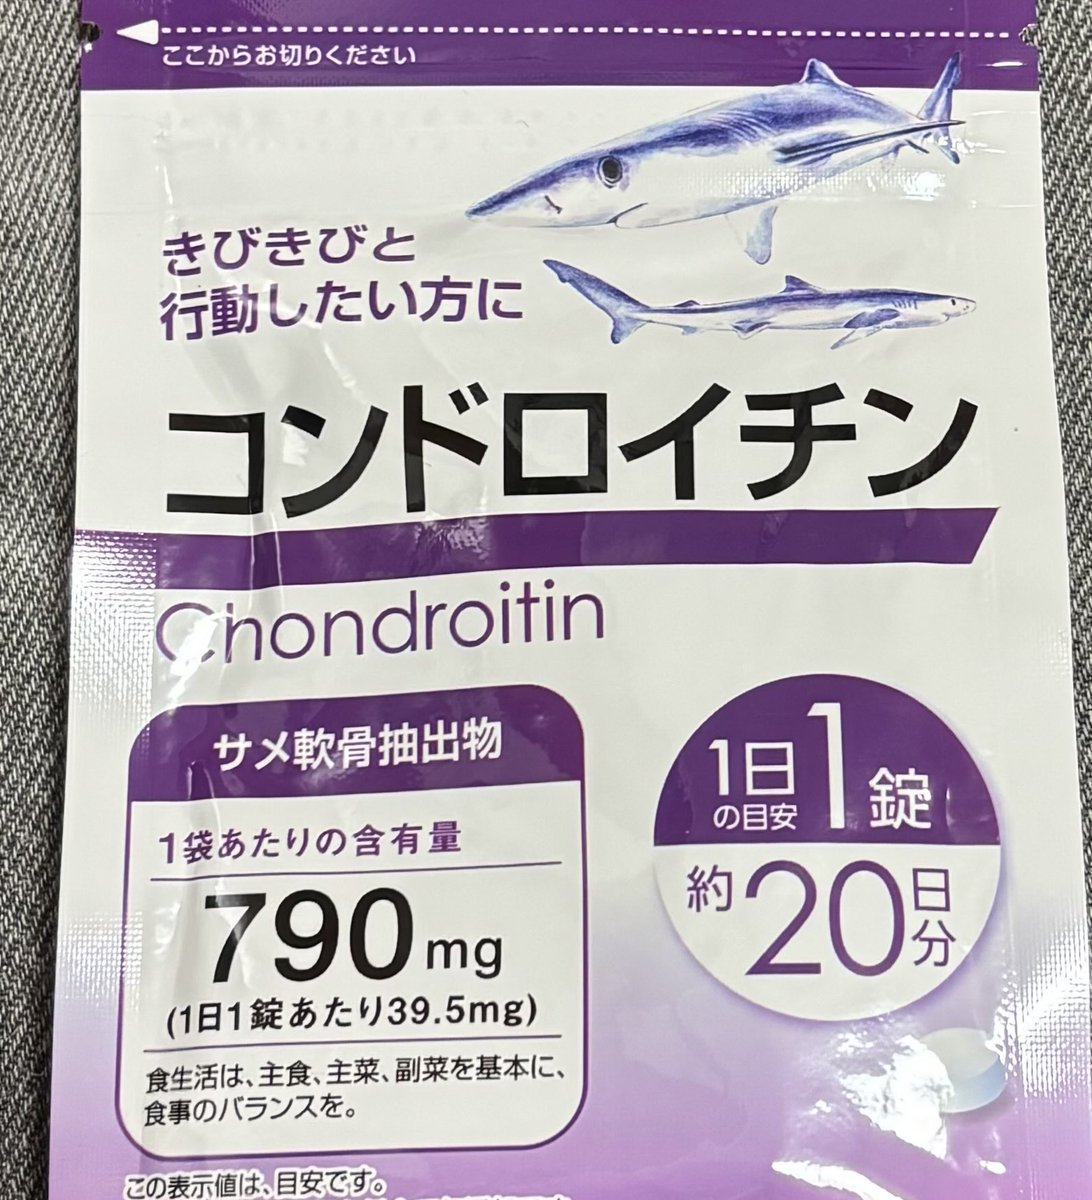 ここからお切りください
きびきびと
行動したい方に
コンドロイチン
Chondroitin
サメ軟骨抽出物
1袋あたりの含有量
790mg
(1日1錠あたり39.5mg)
食生活は、主食、主菜、副菜を基本に、
食事のバランスを。
1日の目安1錠
約20日分
この表示値は、目安です。